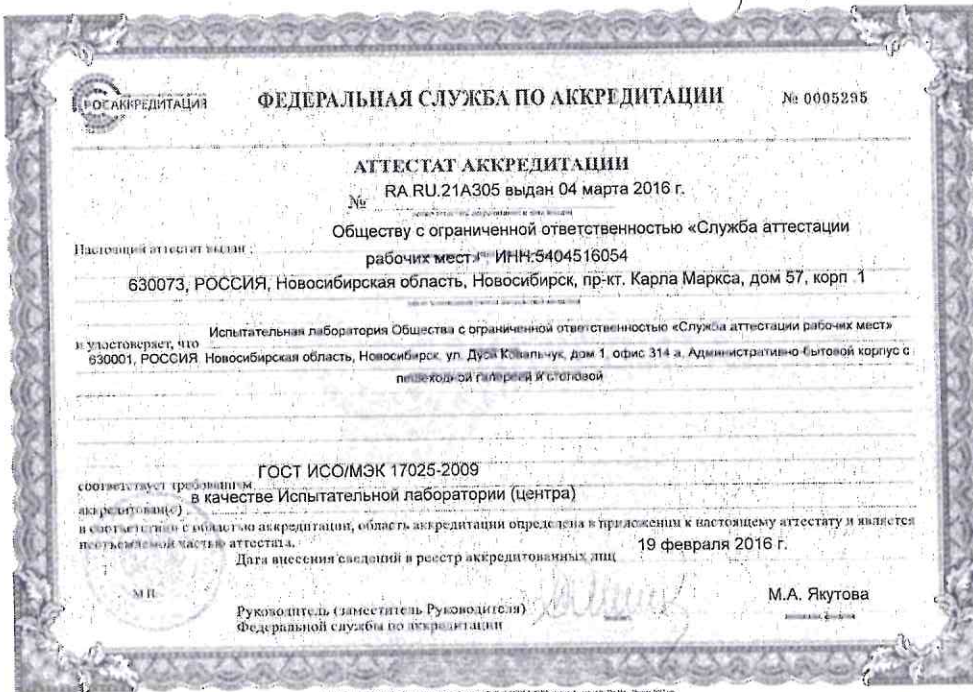 РОСАККРЕДИТАЦИЯ
ФЕДЕРАЛЬНАЯ СЛУЖБА ПО АККРЕДИТАЦИИ
№ 0005295
АТТЕСТАТ АККРЕДИТАЦИИ
№ RA.RU.21А305 выдан 04 марта 2016 г.
Обществу с ограниченной ответственностью «Служба аттестации
Настоящий аттестат выдан
рабочих мест» ИНН:5404516054
630073, РОССИЯ, Новосибирская область, Новосибирск, пр-кт. Карла Маркса, дом 57, корп .1
Испытательная лаборатория Общества с ограниченной ответственностью «Служба аттестации рабочих мест»
и удостоверяет, что
630001, РОССИЯ, Новосибирская область, Новосибирск, ул. Дуси Ковальчук, дом 1, офис 314 а, Административно-бытовой корпус с
пешеходной галереей и столовой
ГОСТ ИСО/МЭК 17025-2009
соответствует требованиям
в качестве Испытательной лаборатории (центра)
аккредитован(о)
в соответствии с областью аккредитации, область аккредитации определена в приложении к настоящему аттестату и является
неотъемлемой частью аттестата.
19 февраля 2016 г.
Дата внесения сведений в реестр аккредитованных лиц
М.П.
М.А. Якутова
Руководитель (заместитель Руководителя)
Федеральной службы по аккредитации